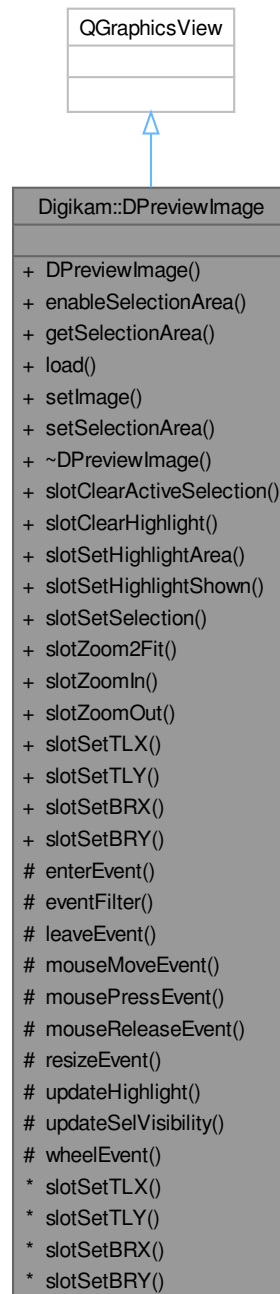 QGraphicsView
Digikam::DPreviewImage
+ DPreviewImage()
+ enableSelectionArea()
+ getSelectionArea()
+ load()
+ setImage()
+ setSelectionArea()
+ ~DPreviewImage()
+ slotClearActiveSelection()
+ slotClearHighlight()
+ slotSetHighlightArea()
+ slotSetHighlightShown()
+ slotSetSelection()
+ slotZoom2Fit()
+ slotZoomIn()
+ slotZoomOut()
+ slotSetTLX()
+ slotSetTLY()
+ slotSetBRX()
+ slotSetBRY()
# enterEvent()
# eventFilter()
# leaveEvent()
# mouseMoveEvent()
# mousePressEvent()
# mouseReleaseEvent()
# resizeEvent()
# updateHighlight()
# updateSelVisibility()
# wheelEvent()
* slotSetTLX()
* slotSetTLY()
* slotSetBRX()
* slotSetBRY()